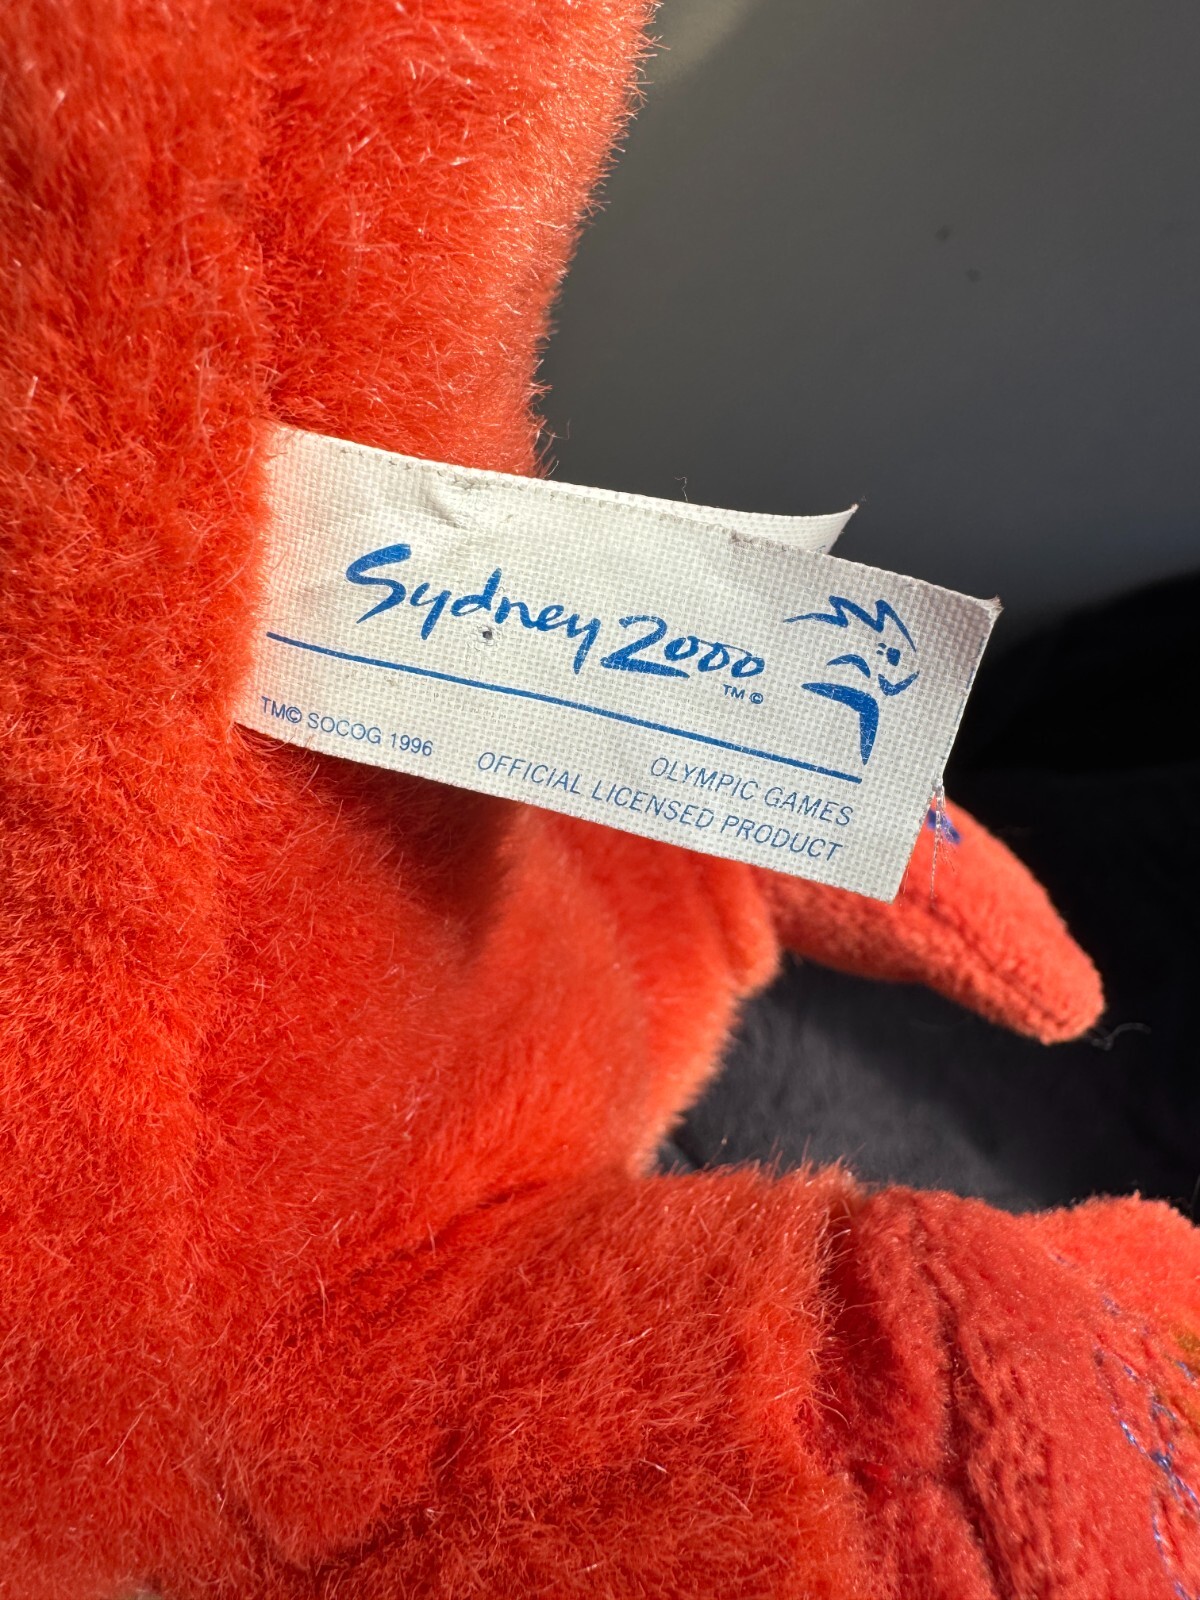 Sydney 2000 TM ©
TM© SOCOG 1996
OLYMPIC GAMES
OFFICIAL LICENSED PRODUCT